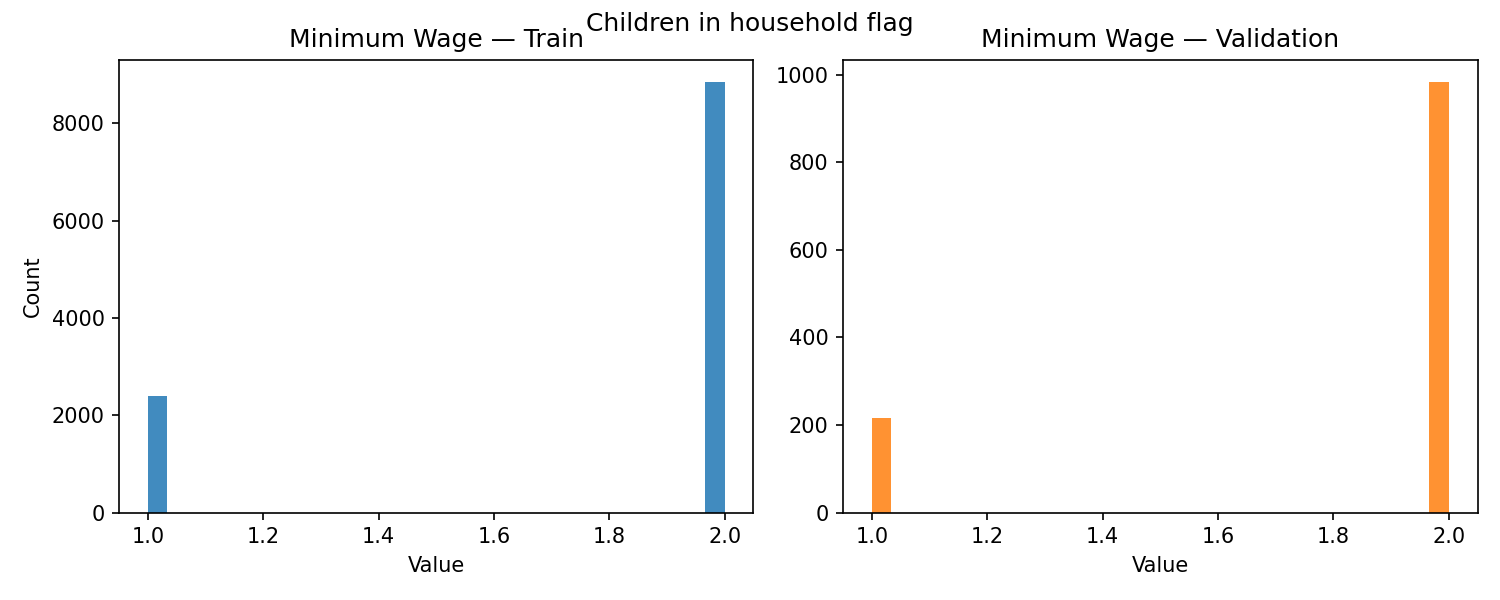 Children in household flag
Minimum Wage — Train
Count
8000
6000
4000
2000
0
1.0 1.2 1.4 1.6 1.8 2.0
Value
Minimum Wage — Validation
1000
800
600
400
200
0
1.0 1.2 1.4 1.6 1.8 2.0
Value